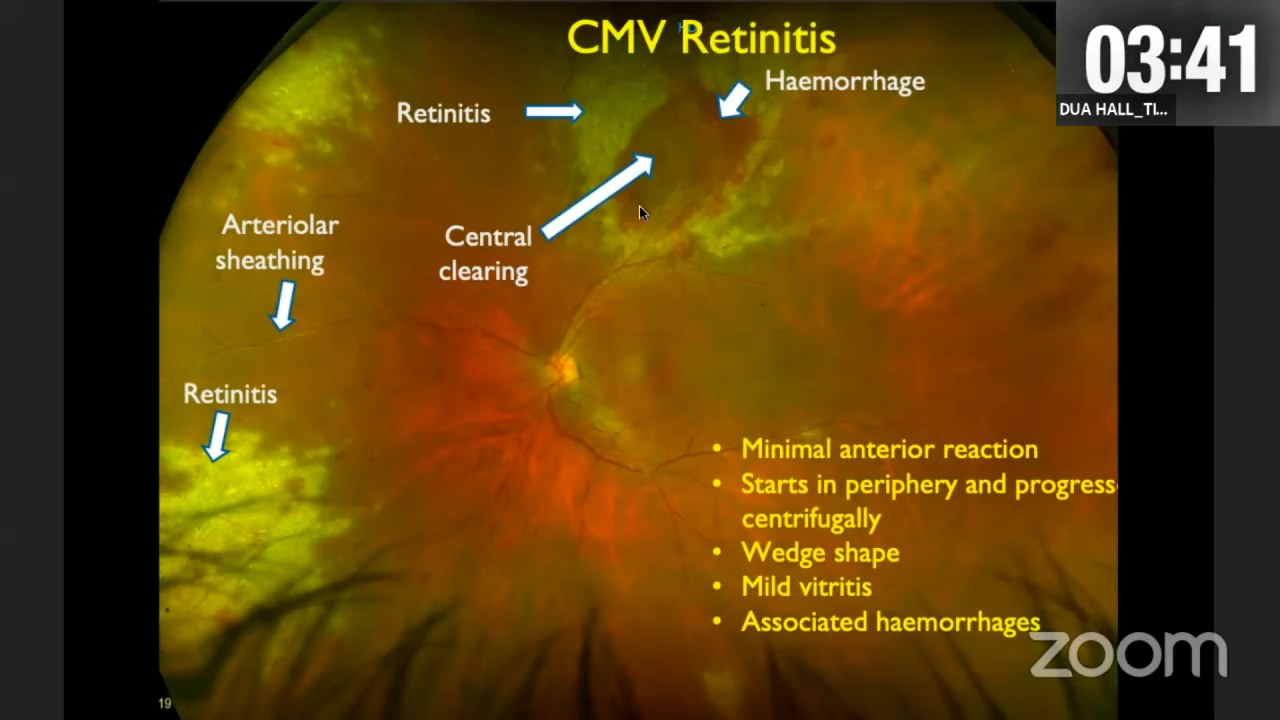 CMV Retinitis
03:41
DUA HALL_TI...
Haemorrhage
Retinitis
Arteriolar
sheathing
Central
clearing
Retinitis
• Minimal anterior reaction
• Starts in periphery and progress
centrifugally
• Wedge shape
• Mild vitritis
• Associated haemorrhages
zoom
19